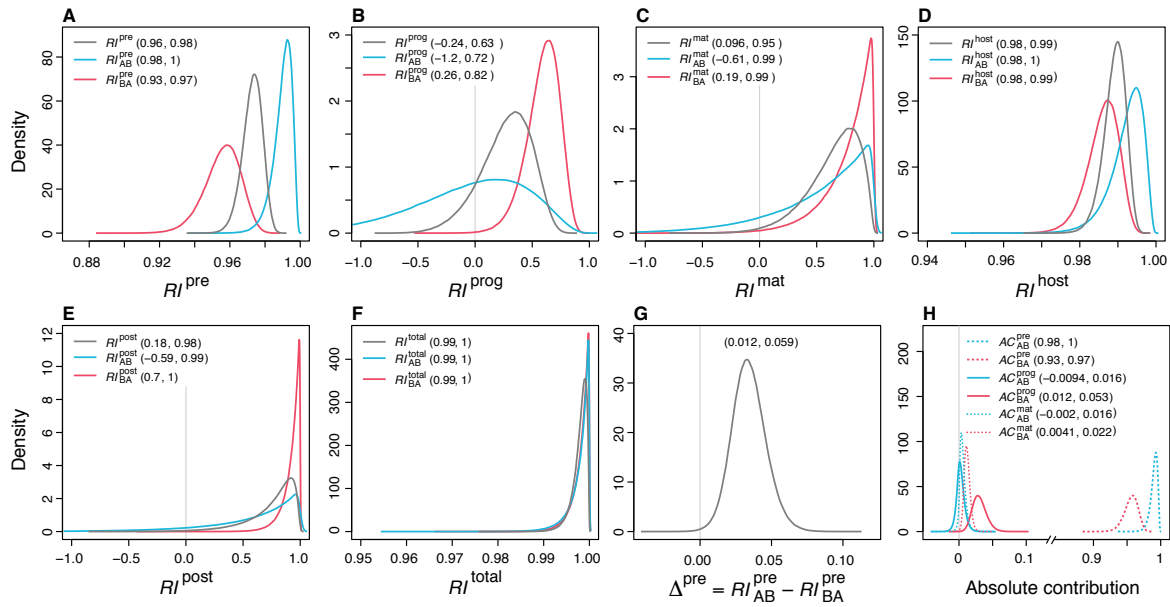 A
RI^pre (0.96, 0.98)
RI^pre_AB (0.98, 1)
RI^pre_BA (0.93, 0.97)
Density
0 20 40 60 80
0.88 0.92 0.96 1.00
RI^pre
B
RI^prog (-0.24, 0.63 )
RI^prog_AB (-1.2, 0.72 )
RI^prog_BA (0.26, 0.82 )
0 1 2 3
-1.0 -0.5 0.0 0.5 1.0
RI^prog
C
RI^mat (0.096, 0.95 )
RI^mat_AB (-0.61, 0.99 )
RI^mat_BA (0.19, 0.99 )
0 1 2 3
-1.0 -0.5 0.0 0.5 1.0
RI^mat
D
RI^host (0.98, 0.99)
RI^host_AB (0.98, 1)
RI^host_BA (0.98, 0.99)
0 50 100 150
0.94 0.96 0.98 1.00
RI^host
E
RI^post (0.18, 0.98)
RI^post_AB (-0.59, 0.99)
RI^post_BA (0.7, 1)
Density
0 2 4 6 8 10 12
-1.0 -0.5 0.0 0.5 1.0
RI^post
F
RI^total (0.99, 1)
RI^total_AB (0.99, 1)
RI^total_BA (0.99, 1)
0 100 200 300 400
0.95 0.96 0.97 0.98 0.99 1.00
RI^total
G
(0.012, 0.059)
0 10 20 30 40
0.00 0.05 0.10
Δ^pre = RI^pre_AB − RI^pre_BA
H
AC^pre_AB (0.98, 1)
AC^pre_BA (0.93, 0.97)
AC^prog_AB (-0.0094, 0.016)
AC^prog_BA (0.012, 0.053)
AC^mat_AB (-0.002, 0.016)
AC^mat_BA (0.0041, 0.022)
0 50 100 150 200
0 0.1 0.9 1
Absolute contribution